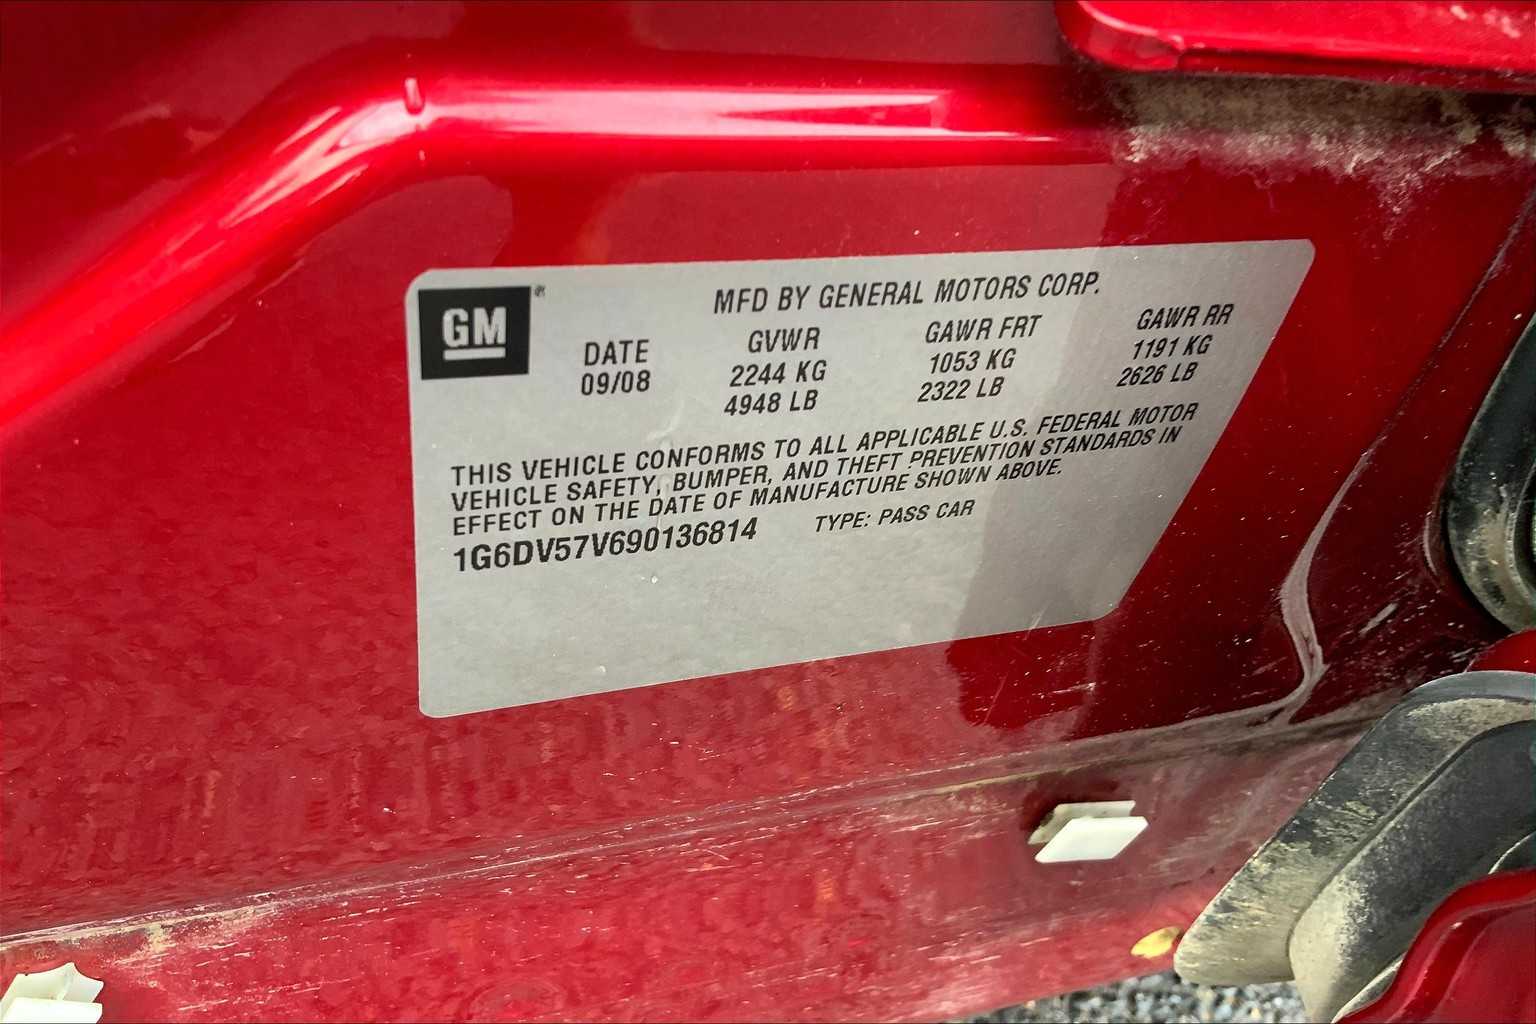 GM
MFD BY GENERAL MOTORS CORP.
DATE GVWR GAWR FRT GAWR RR
09/08 2244 KG 1053 KG 1191 KG
4948 LB 2322 LB 2626 LB
THIS VEHICLE CONFORMS TO ALL APPLICABLE U.S. FEDERAL MOTOR
VEHICLE SAFETY, BUMPER, AND THEFT PREVENTION STANDARDS IN
EFFECT ON THE DATE OF MANUFACTURE SHOWN ABOVE.
1G6DV57V690136814 TYPE: PASS CAR